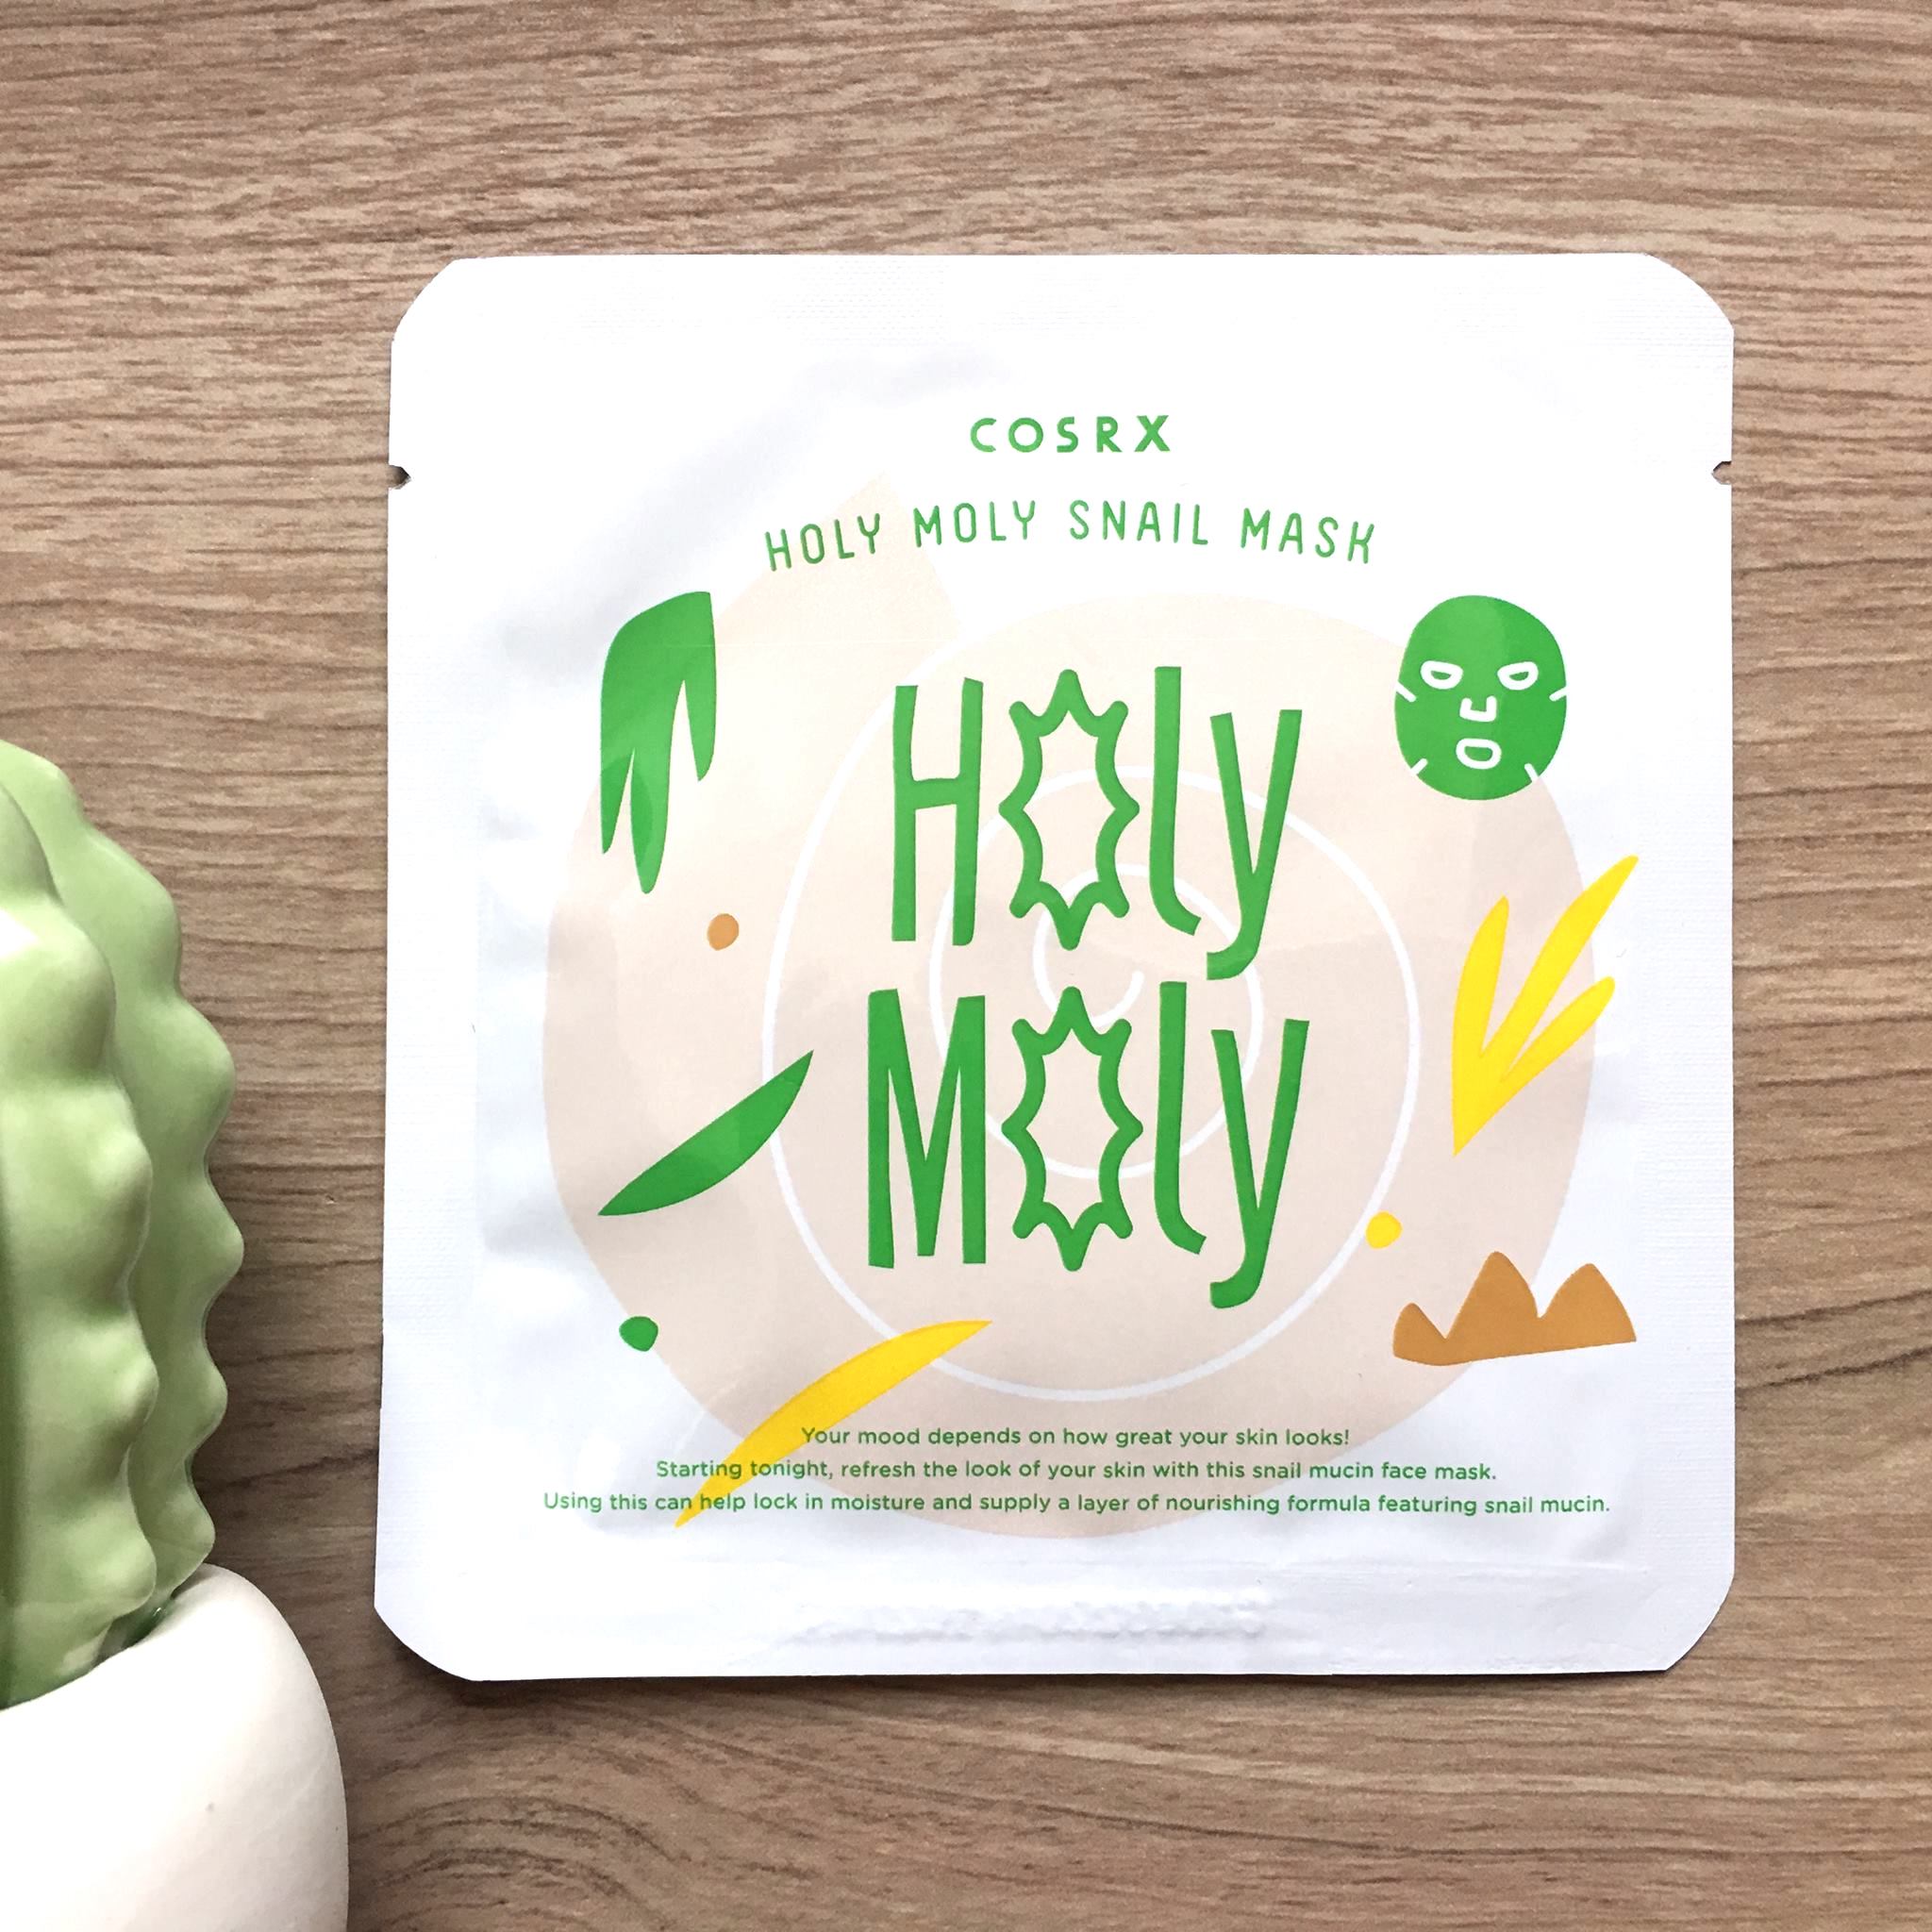 COSRX
HOLY MOLY SNAIL MASK
Holy
Moly
Your mood depends on how great your skin looks!
Starting tonight, refresh the look of your skin with this snail mucin face mask.
Using this can help lock in moisture and supply a layer of nourishing formula featuring snail mucin.